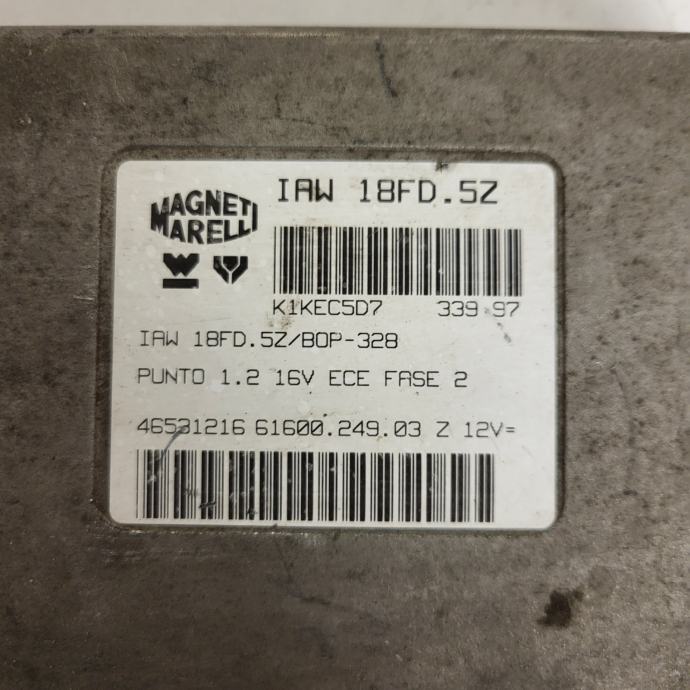 IAW 18FD.5Z
MAGNETI
MARELLI
K1KEC5D7 339 97
IAW 18FD.5Z/BOP-328
PUNTO 1.2 16V ECE FASE 2
46531216 61600.249.03 Z 12V=